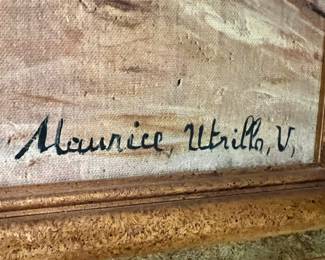 Maurice, Utrillo, V,